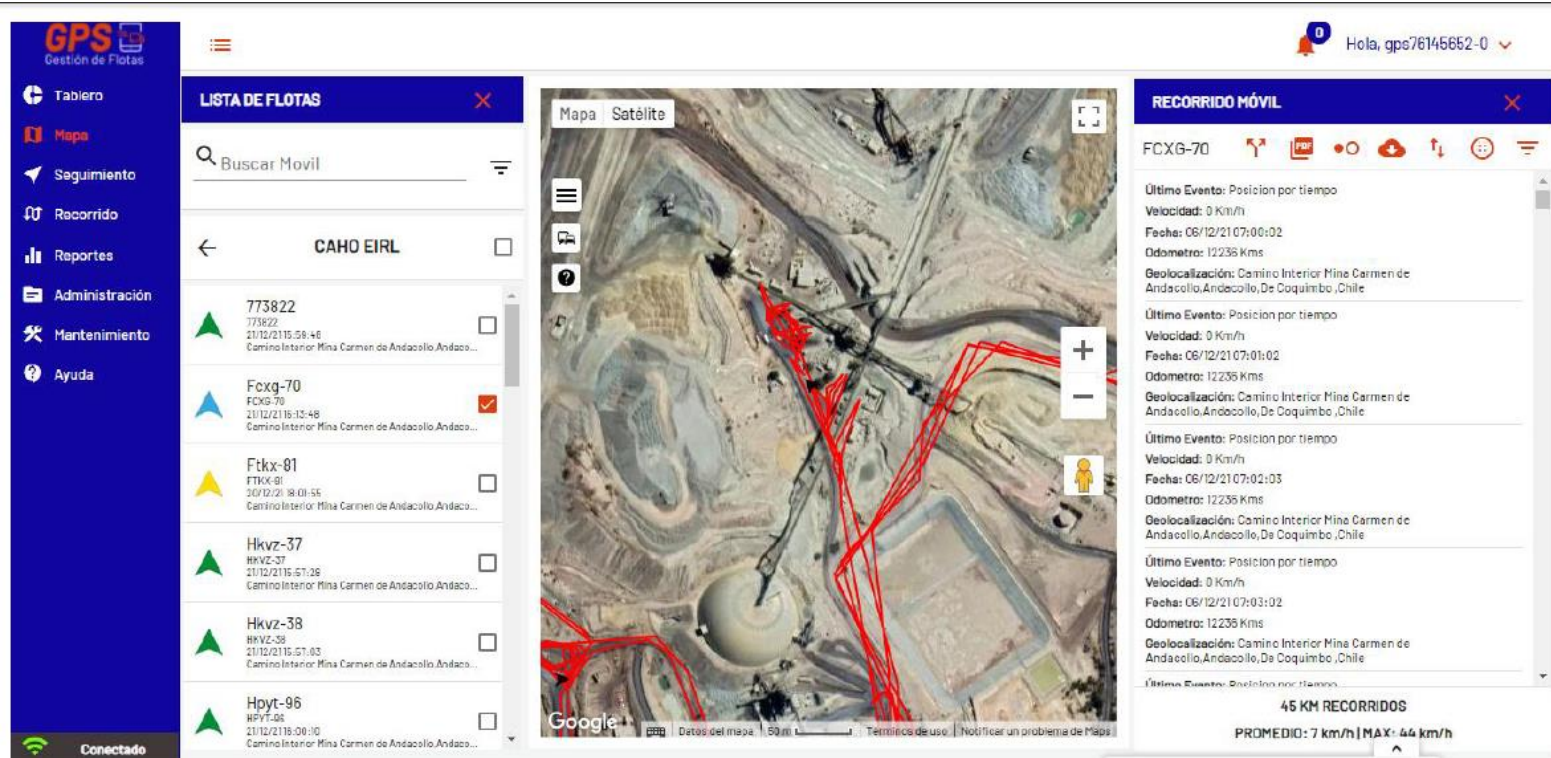 GPS
Gestión de Flotas
0
Hola, gps76145652-0
Tablero
Mapa
Seguimiento
Recorrido
Reportes
Administración
Mantenimiento
Ayuda
Conectado
LISTA DE FLOTAS
Buscar Movil
CAHO EIRL
773822
773822
21/12/21 15:59:46
Camino Interior Mina Carmen de Andacollo,Andaco...
Fcxg-70
FCXG-70
21/12/21 16:13:48
Camino Interior Mina Carmen de Andacollo,Andaco...
Ftkx-81
FTKX-81
20/12/21 18:01:55
Camino Interior Mina Carmen de Andacollo,Andaco...
Hkvz-37
HKVZ-37
21/12/21 15:57:28
Camino Interior Mina Carmen de Andacollo,Andaco...
Hkvz-38
HKVZ-38
21/12/21 15:57:03
Camino Interior Mina Carmen de Andacollo,Andaco...
Hpyt-96
HPYT-96
21/12/21 16:00:10
Camino Interior Mina Carmen de Andacollo,Andaco...
Mapa Satélite
Google
Datos del mapa 50 m Términos de uso Notificar un problema de Maps
RECORRIDO MÓVIL
FCXG-70
PDF
Último Evento: Posicion por tiempo
Velocidad: 0 Km/h
Fecha: 06/12/21 07:00:02
Odometro: 12236 Kms
Geolocalización: Camino Interior Mina Carmen de
Andacollo,Andacollo,De Coquimbo ,Chile
Último Evento: Posicion por tiempo
Velocidad: 0 Km/h
Fecha: 06/12/21 07:01:02
Odometro: 12236 Kms
Geolocalización: Camino Interior Mina Carmen de
Andacollo,Andacollo,De Coquimbo ,Chile
Último Evento: Posicion por tiempo
Velocidad: 0 Km/h
Fecha: 06/12/21 07:02:03
Odometro: 12236 Kms
Geolocalización: Camino Interior Mina Carmen de
Andacollo,Andacollo,De Coquimbo ,Chile
Último Evento: Posicion por tiempo
Velocidad: 0 Km/h
Fecha: 06/12/21 07:03:02
Odometro: 12236 Kms
Geolocalización: Camino Interior Mina Carmen de
Andacollo,Andacollo,De Coquimbo ,Chile
Último Evento: Posicion por tiempo
45 KM RECORRIDOS
PROMEDIO: 7 km/h | MAX: 44 km/h